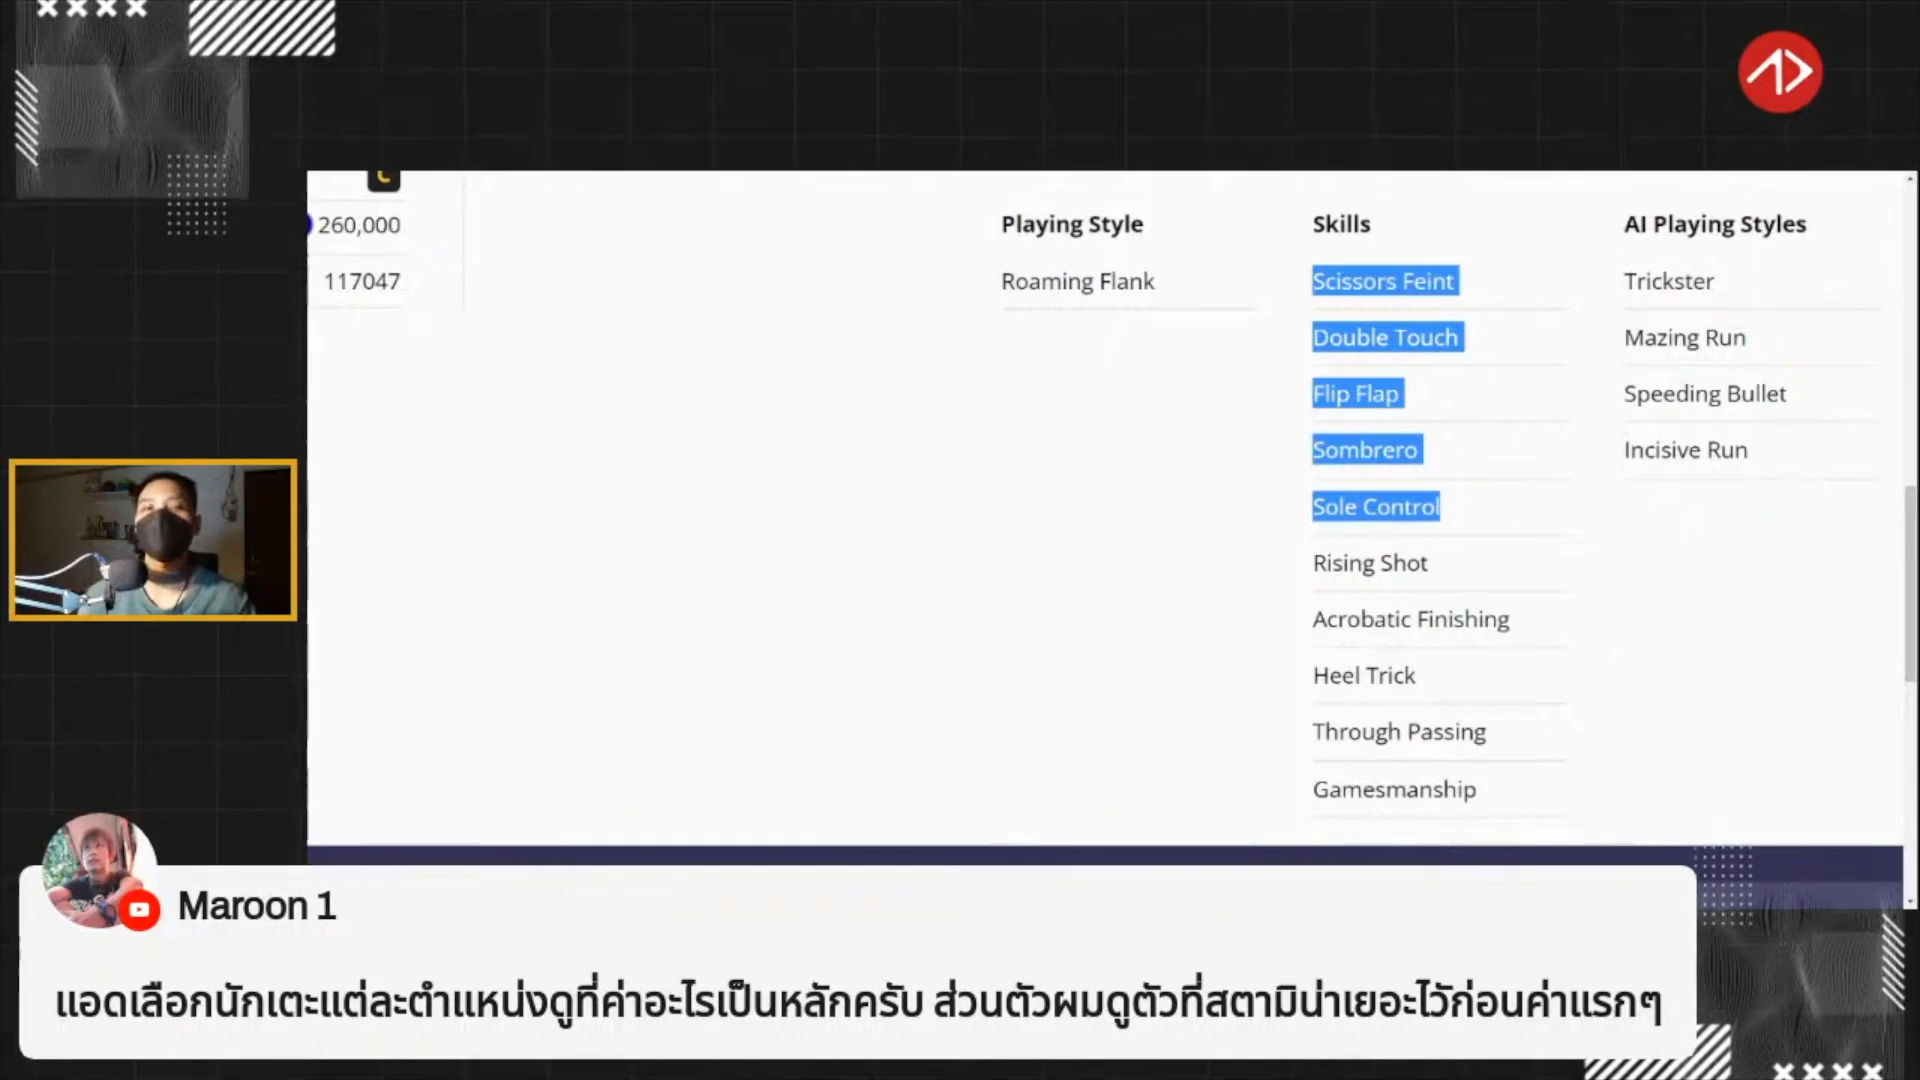 260,000
117047
Playing Style
Roaming Flank
Skills
Scissors Feint
Double Touch
Flip Flap
Sombrero
Sole Control
Rising Shot
Acrobatic Finishing
Heel Trick
Through Passing
Gamesmanship
AI Playing Styles
Trickster
Mazing Run
Speeding Bullet
Incisive Run
Maroon 1
แอดเลือกนักเตะแต่ละตำแหน่งดูที่ค่าอะไรเป็นหลักครับ ส่วนตัวผมดูตัวที่สตามิน่าเยอะไว้ก่อนค่าแรกๆ